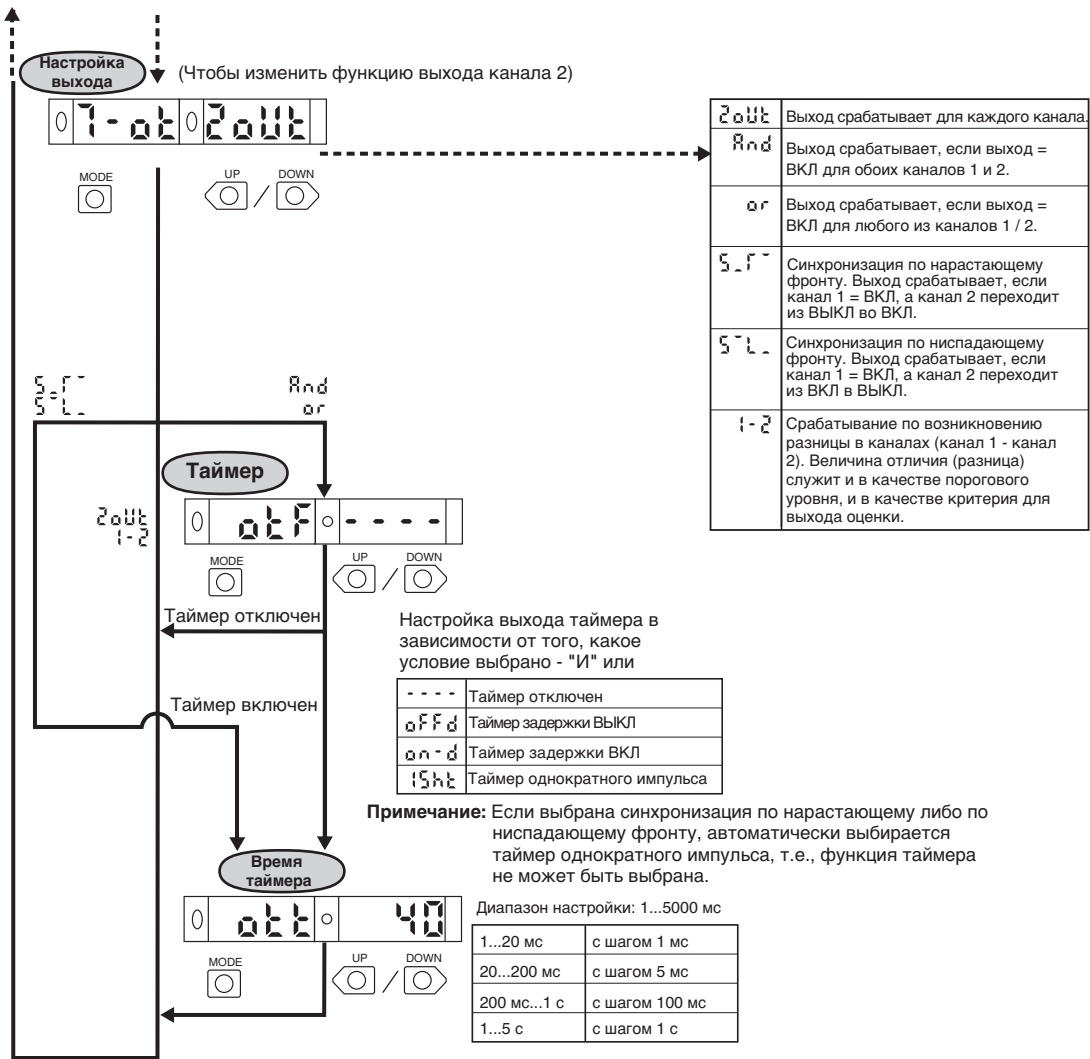 Настройка
выхода
(Чтобы изменить функцию выхода канала 2)
7-ot 2oUt
MODE
UP / DOWN
2oUt Выход срабатывает для каждого канала.
And Выход срабатывает, если выход =
ВКЛ для обоих каналов 1 и 2.
or Выход срабатывает, если выход =
ВКЛ для любого из каналов 1 / 2.
Синхронизация по нарастающему
фронту. Выход срабатывает, если
канал 1 = ВКЛ, а канал 2 переходит
из ВЫКЛ во ВКЛ.
Синхронизация по ниспадающему
фронту. Выход срабатывает, если
канал 1 = ВКЛ, а канал 2 переходит
из ВКЛ в ВЫКЛ.
1-2 Срабатывание по возникновению
разницы в каналах (канал 1 - канал
2). Величина отличия (разница)
служит и в качестве порогового
уровня, и в качестве критерия для
выхода оценки.
And
or
Таймер
2oUt
1-2
otF ----
MODE
UP / DOWN
Таймер отключен
Таймер включен
Настройка выхода таймера в
зависимости от того, какое
условие выбрано - "И" или
---- Таймер отключен
oFFd Таймер задержки ВЫКЛ
on-d Таймер задержки ВКЛ
1Sht Таймер однократного импульса
Примечание: Если выбрана синхронизация по нарастающему либо по
ниспадающему фронту, автоматически выбирается
таймер однократного импульса, т.е., функция таймера
не может быть выбрана.
Время
таймера
ott 40
MODE
UP / DOWN
Диапазон настройки: 1...5000 мс
1...20 мс с шагом 1 мс
20...200 мс с шагом 5 мс
200 мс...1 с с шагом 100 мс
1...5 с с шагом 1 с